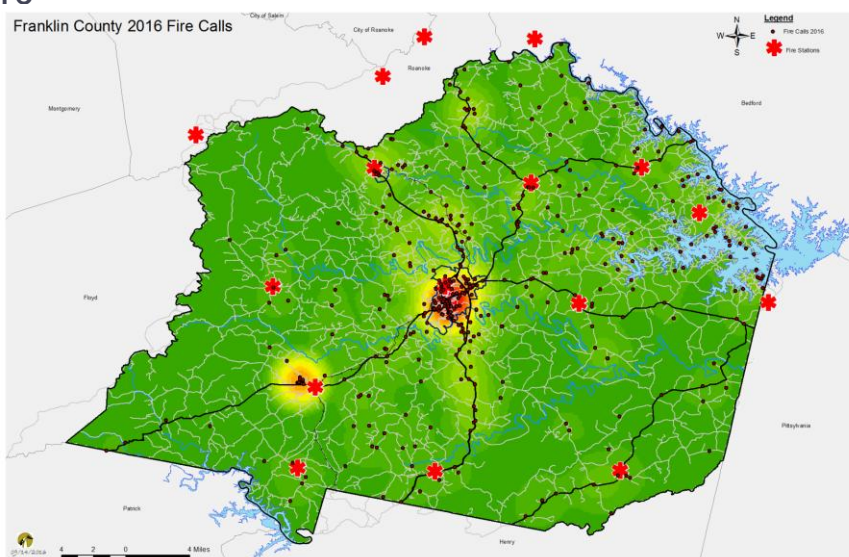 Franklin County 2016 Fire Calls
City of Salem
City of Roanoke
Roanoke
N
W E
S
Legend
Fire Calls 2016
Fire Stations
Montgomery
Bedford
Floyd
Pittsylvania
Patrick
Henry
4 2 0 4 Miles